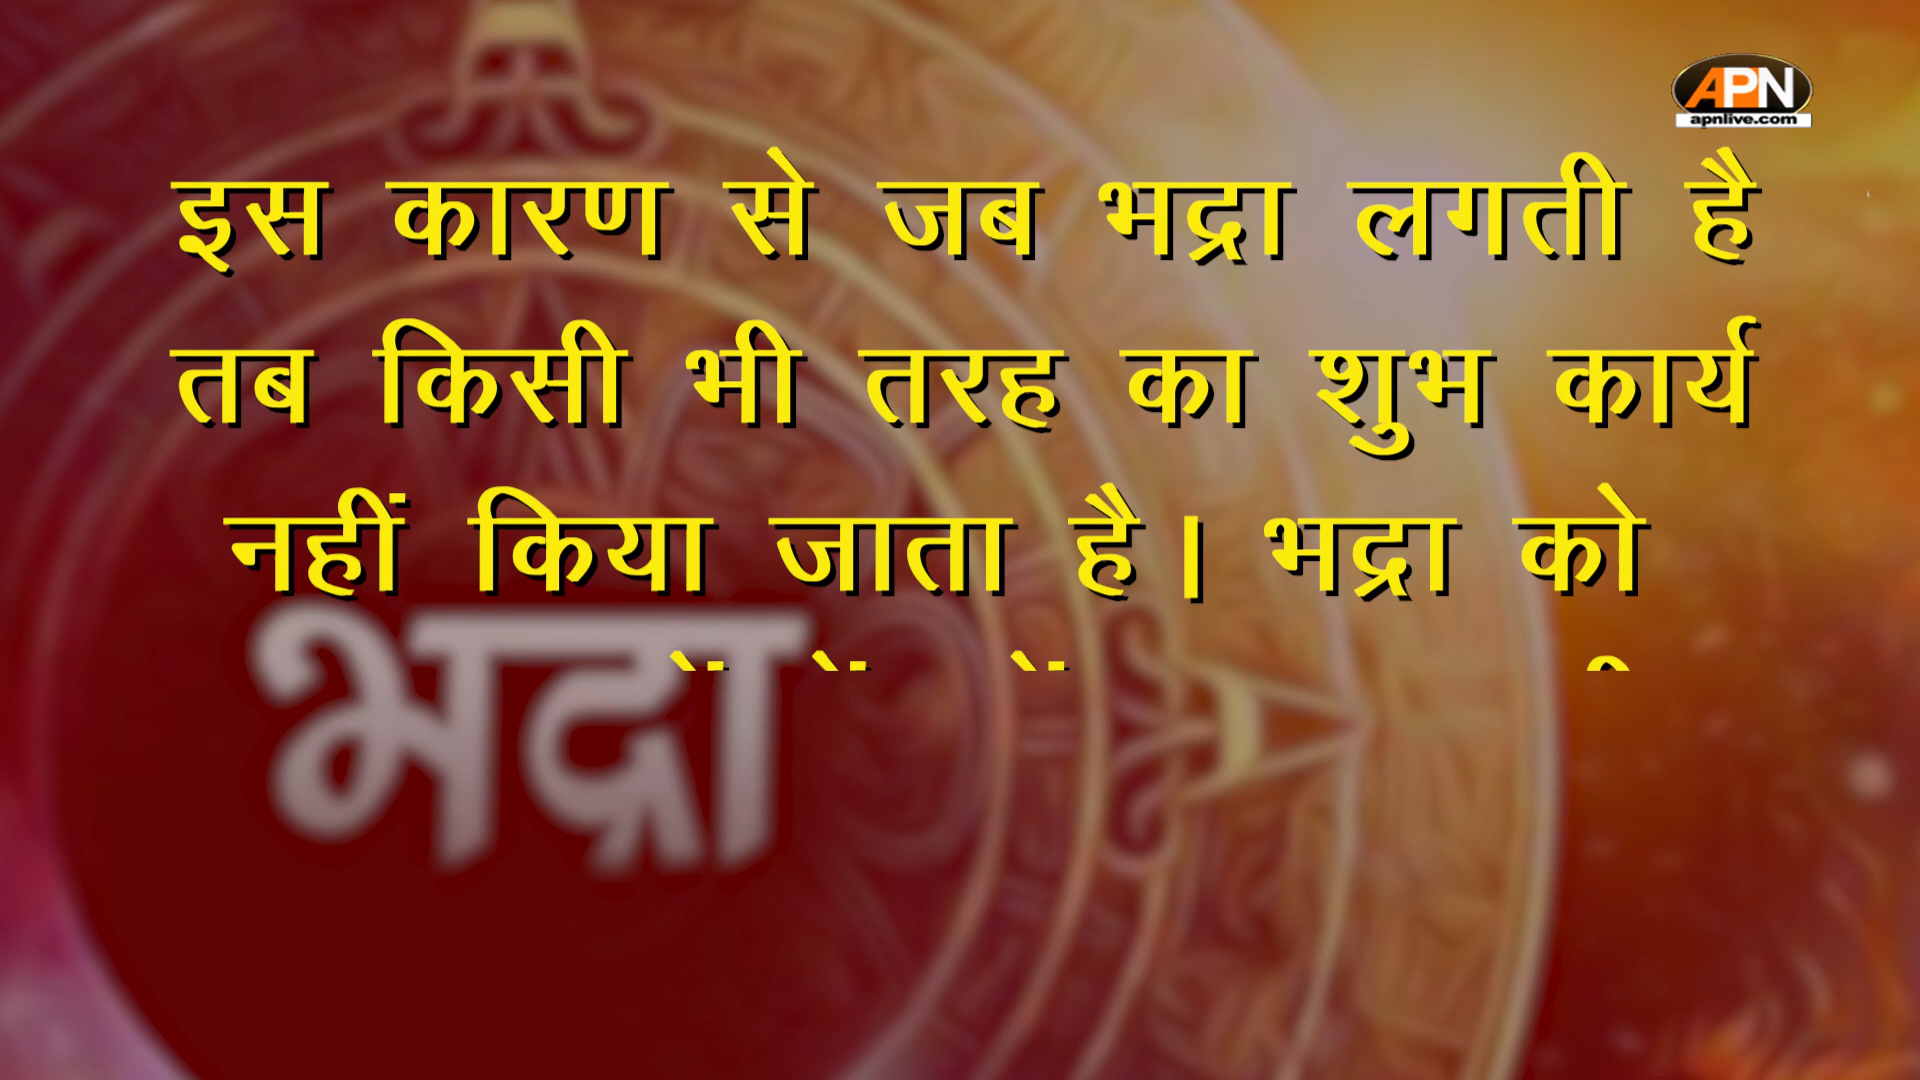 APN
apnlive.com
इस कारण से जब भद्रा लगती है
तब किसी भी तरह का शुभ कार्य
नहीं किया जाता है। भद्रा को
भद्रा